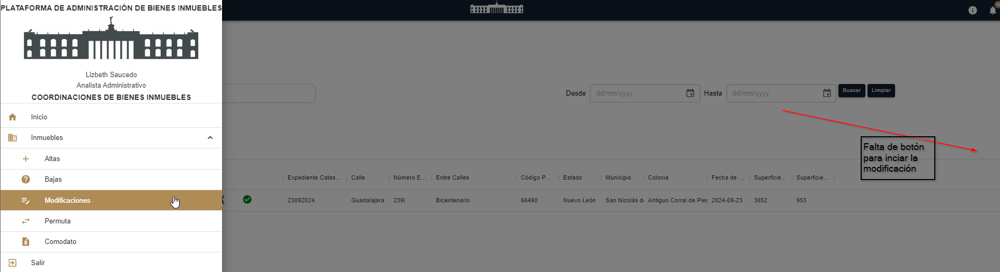 PLATAFORMA DE ADMINISTRACIÓN DE BIENES INMUEBLES
Lizbeth Saucedo
Analista Administrativo
COORDINACIONES DE BIENES INMUEBLES
Inicio
Inmuebles
Altas
Bajas
Modificaciones
Permuta
Comodato
Salir
Desde dd/mm/yyyy Hasta dd/mm/yyyy Buscar Limpiar
Falta de botón
para inciar la
modificación
Expediente Catas... Calle Número E... Entre Calles Código P... Estado Municipio Colonia Fecha de ... Superficie... Superficie...
23092024 Guadalajara 239| Bicentenario 66490 Nuevo León San Nicolás de Antiguo Corral de Pied 2024-09-23 3652 953